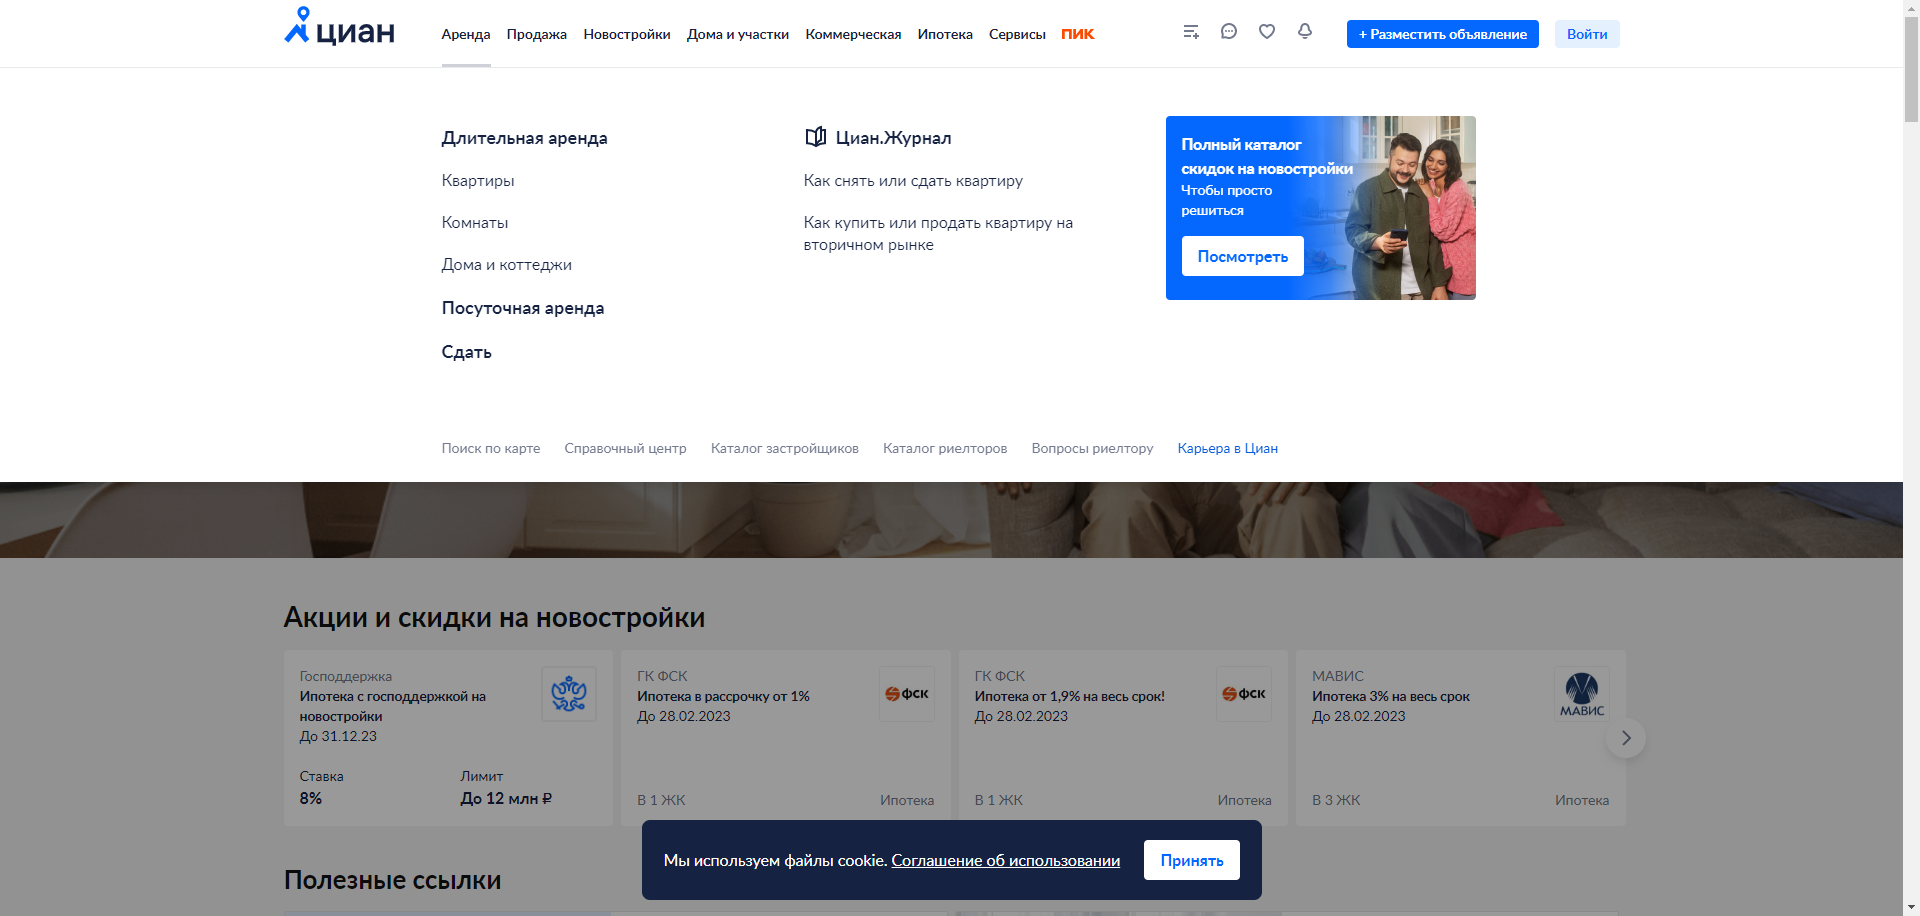 циан
Аренда Продажа Новостройки Дома и участки Коммерческая Ипотека Сервисы ПИК
+ Разместить объявление
Войти
Длительная аренда
Квартиры
Комнаты
Дома и коттеджи
Посуточная аренда
Сдать
Циан.Журнал
Как снять или сдать квартиру
Как купить или продать квартиру на
вторичном рынке
Полный каталог
скидок на новостройки
Чтобы просто
решиться
Посмотреть
Поиск по карте Справочный центр Каталог застройщиков Каталог риелторов Вопросы риелтору Карьера в Циан
Акции и скидки на новостройки
Господдержка
Ипотека с господдержкой на
новостройки
До 31.12.23
Ставка Лимит
8% До 12 млн ₽
ГК ФСК
Ипотека в рассрочку от 1%
До 28.02.2023
ФСК
В 1 ЖК Ипотека
ГК ФСК
Ипотека от 1,9% на весь срок!
До 28.02.2023
ФСК
В 1 ЖК Ипотека
МАВИС
Ипотека 3% на весь срок
До 28.02.2023
МАВИС
В 3 ЖК Ипотека
Мы используем файлы cookie. Соглашение об использовании
Принять
Полезные ссылки